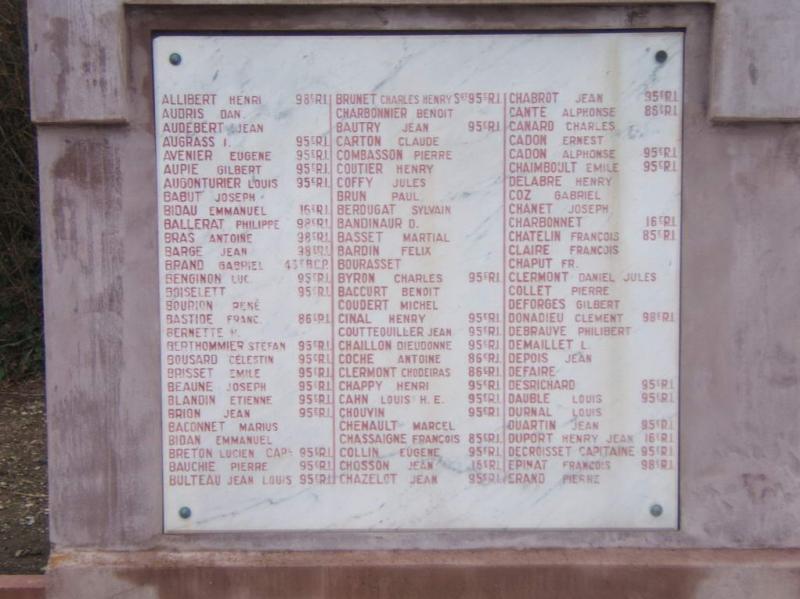 ALLIBERT HENRI 98E R.I.
AUDRIS DAN.
AUDEBERT JEAN
AUGRASS I. 95E R.I.
AVENIER EUGENE 95E R.I.
AUPIE GILBERT 95E R.I.
AUGONTURIER LOUIS 95E R.I.
BABUT JOSEPH
BIDAU EMMANUEL 16E R.I.
BALLERAT PHILIPPE 98E R.I.
BRAS ANTOINE 98E R.I.
BARGE JEAN
BRAND GABRIEL
BENGINON LUC. 95E R.I.
BOISELETT 95E R.I.
BOURION RENÉ
BASTIDE FRANC. 86E R.I.
BERNETTE
BERTHOMMIER STEFAN 95E R.I.
BOUSARD CÉLESTIN 95E R.I.
BRISSET EMILE 95E R.I.
BEAUNE JOSEPH 95E R.I.
BLANDIN ETIENNE 95E R.I.
BRION JEAN 95E R.I.
BACONNET MARIUS
BIDAN EMMANUEL
BRETON LUCIEN CAPL 95E R.I.
BAUCHIE PIERRE 95E R.I.
BULTEAU JEAN LOUIS 95E R.I.
BRUNET CHARLES HENRY SGT 95E R.I.
CHARBONNIER BENOIT
BAUTRY JEAN 95E R.I.
CARTON CLAUDE
COMBASSON PIERRE
COUTIER HENRY
COFFY JULES
BRUN PAUL
BERDUGAT SYLVAIN
BANDINAUR D.
BASSET MARTIAL
BARDIN FELIX
BOURASSET
BYRON CHARLES 95E R.I.
BACCURT BENOIT
COUDERT MICHEL
CINAL HENRY 95E R.I.
COUTTEOUILLER JEAN 95E R.I.
CHAILLON DIEUDONNE 95E R.I.
COCHE ANTOINE 86E R.I.
CLERMONT CHODEIRAS 86E R.I.
CHAPPY HENRI 95E R.I.
CAHN LOUIS H. E. 95E R.I.
CHOUVIN 95E R.I.
CHENAULT MARCEL
CHASSAIGNE FRANÇOIS 85E R.I.
COLLIN EUGENE 95E R.I.
CHOSSON JEAN 16E R.I.
CHAZELOT JEAN 95E R.I.
CHABROT JEAN 95E R.I.
CANTE ALPHONSE 85E R.I.
CANARD CHARLES
CADON ERNEST
CADON ALPHONSE 95E R.I.
CHAIMBOULT EMILE 95E R.I.
DELABRE HENRY
COZ GABRIEL
CHANET JOSEPH
CHARBONNET 16E R.I.
CHATELIN FRANÇOIS 85E R.I.
CLAIRE FRANÇOIS
CHAPUT FR.
CLERMONT DANIEL JULES
COLLET PIERRE
DEFORGES GILBERT
DONADIEU CLEMENT 98E R.I.
DEBRAUVE PHILIBERT
DEMAILLET L.
DEPOIS JEAN
DEFAIRE
DESRICHARD 95E R.I.
DAUBLE LOUIS 95E R.I.
DURNAL LOUIS
DUARTIN JEAN 95E R.I.
DUPORT HENRY JEAN 16E R.I.
DECROISSET CAPITAINE 95E R.I.
EPINAT FRANÇOIS 98E R.I.
ERAND PIERRE